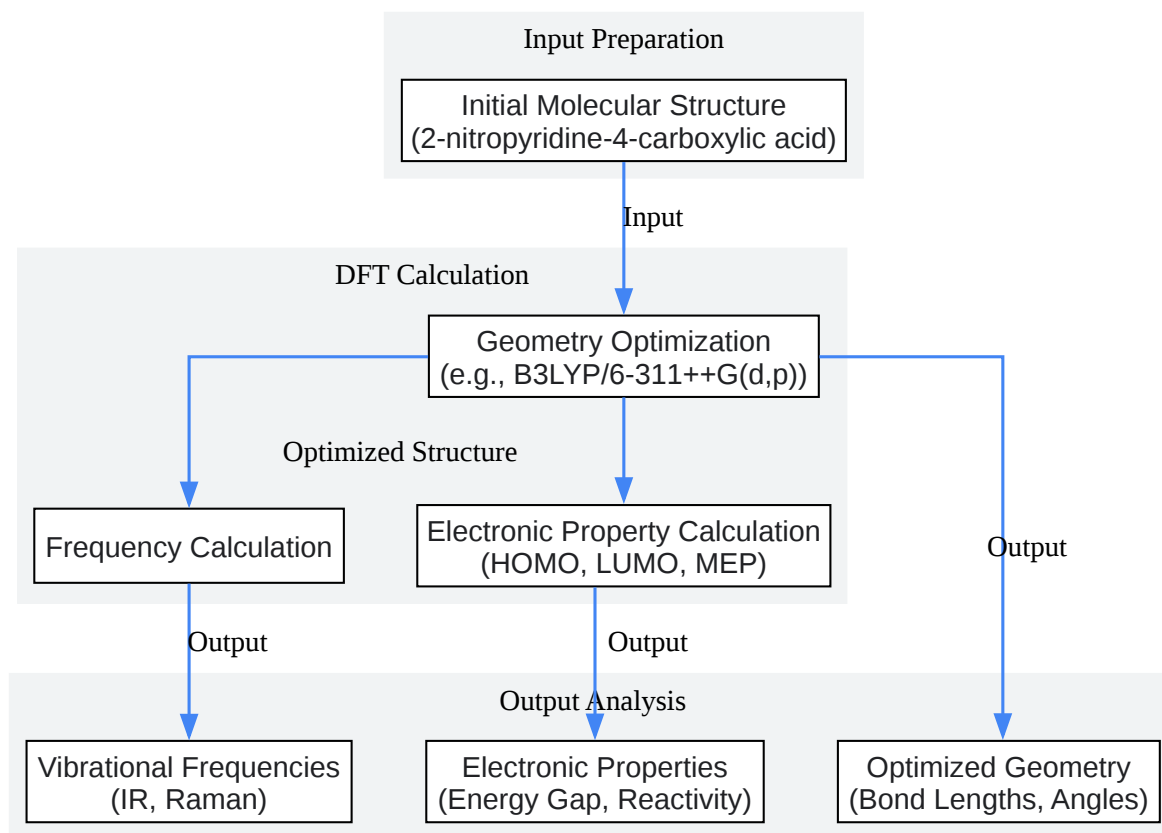 Input Preparation
Initial Molecular Structure
(2-nitropyridine-4-carboxylic acid)
Input
DFT Calculation
Geometry Optimization
(e.g., B3LYP/6-311++G(d,p))
Optimized Structure
Frequency Calculation
Electronic Property Calculation
(HOMO, LUMO, MEP)
Output
Output
Output
Output Analysis
Vibrational Frequencies
(IR, Raman)
Electronic Properties
(Energy Gap, Reactivity)
Optimized Geometry
(Bond Lengths, Angles)